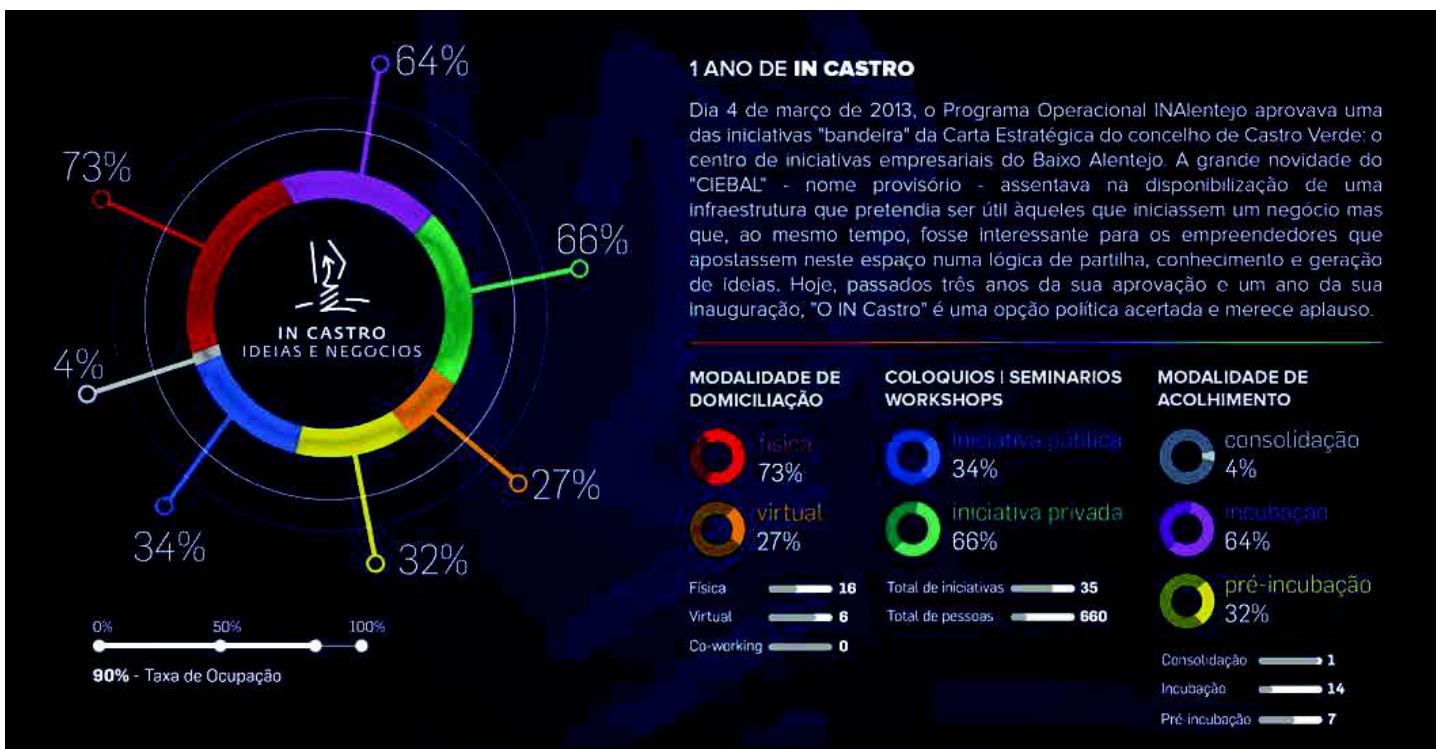 64%
73%
66%
4%
27%
34%
32%
IN CASTRO
IDEIAS E NEGÓCIOS
0% 50% 100%
90% - Taxa de Ocupação
1 ANO DE IN CASTRO
Dia 4 de março de 2013, o Programa Operacional INAlentejo aprovava uma
das iniciativas "bandeira" da Carta Estratégica do concelho de Castro Verde: o
centro de iniciativas empresariais do Baixo Alentejo. A grande novidade do
"CIEBAL" - nome provisório - assentava na disponibilização de uma
infraestrutura que pretendia ser útil àqueles que iniciassem um negócio mas
que, ao mesmo tempo, fosse interessante para os empreendedores que
apostassem neste espaço numa lógica de partilha, conhecimento e geração
de ideias. Hoje, passados três anos da sua aprovação e um ano da sua
inauguração, "O IN Castro" é uma opção política acertada e merece aplauso.
MODALIDADE DE
DOMICILIAÇÃO
física
73%
virtual
27%
Física 16
Virtual 6
Co-working 0
COLOQUIOS | SEMINARIOS
WORKSHOPS
iniciativa pública
34%
iniciativa privada
66%
Total de iniciativas 35
Total de pessoas 660
MODALIDADE DE
ACOLHIMENTO
consolidação
4%
incubação
64%
pré-incubação
32%
Consolidação 1
Incubação 14
Pré-incubação 7